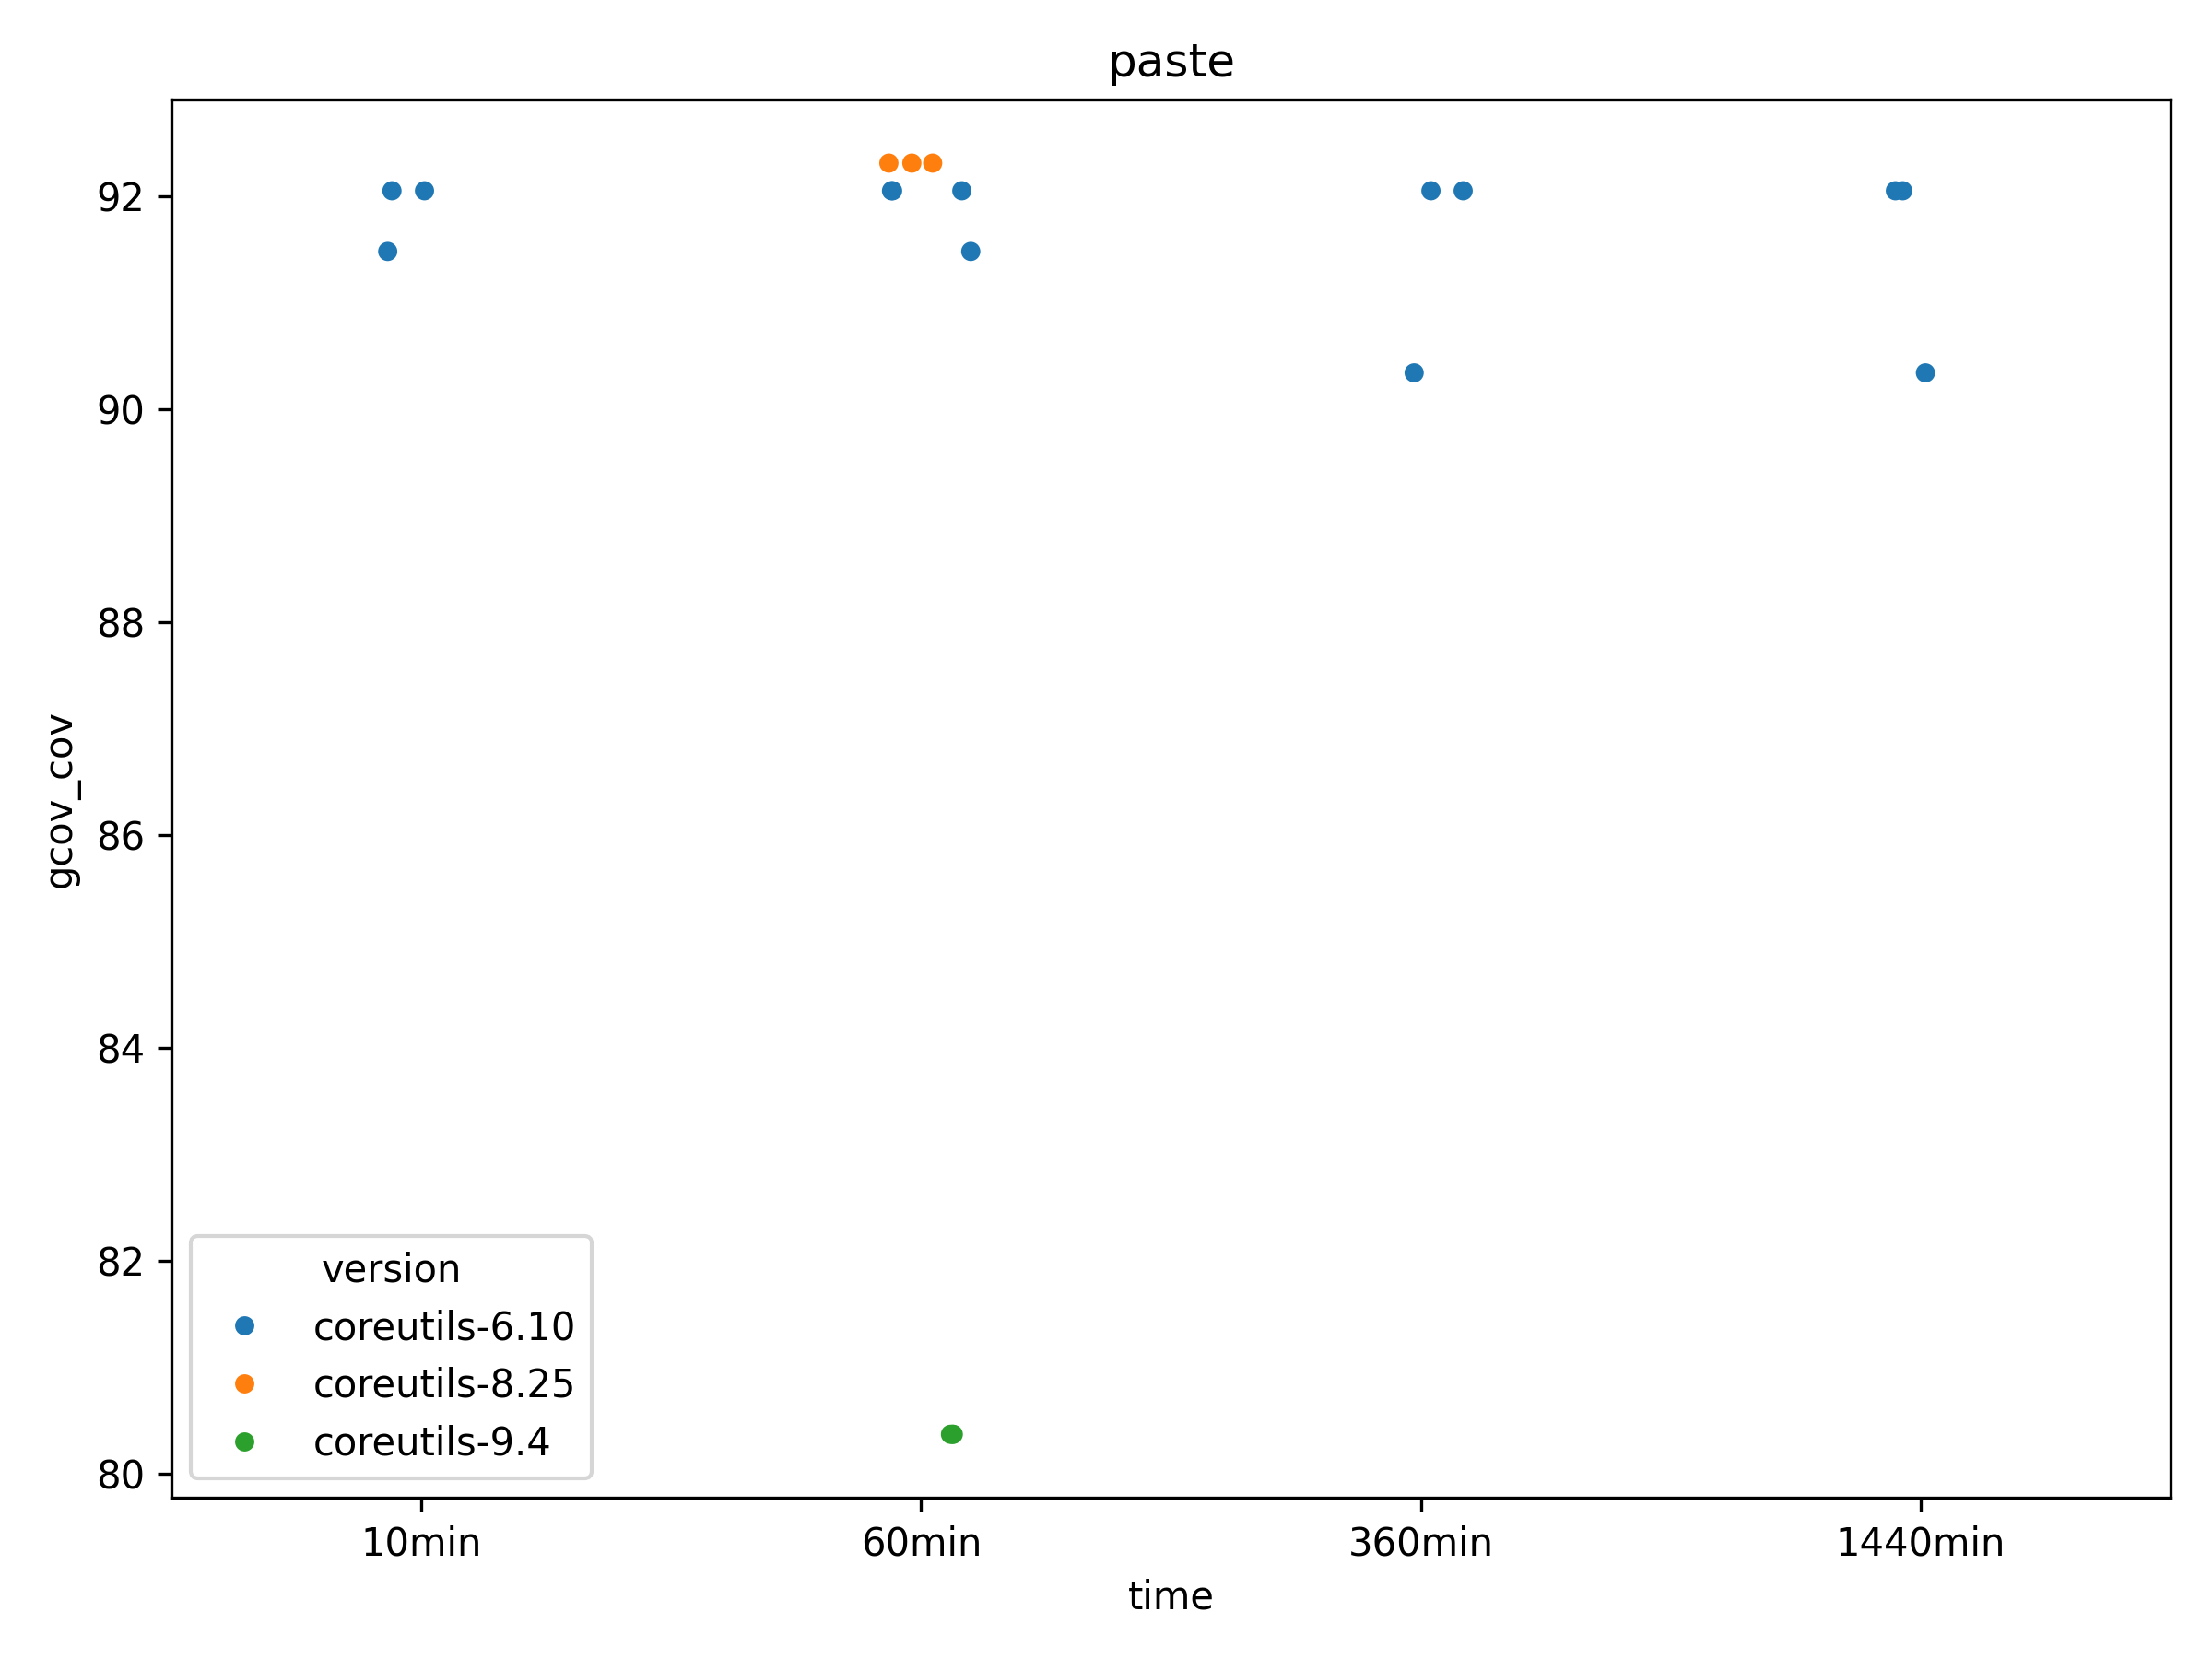 paste
92
90
88
86
84
82
80
gcov_cov
version
coreutils-6.10
coreutils-8.25
coreutils-9.4
10min
60min
360min
1440min
time